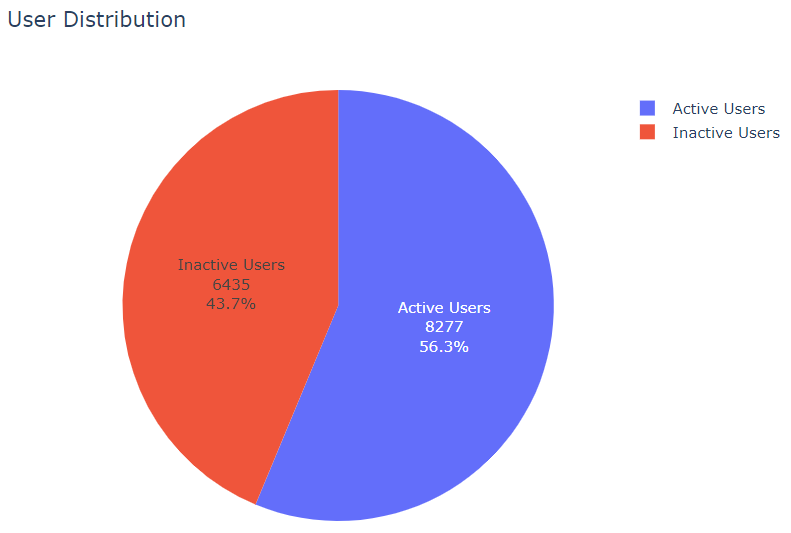 User Distribution
Active Users
Inactive Users
Inactive Users
6435
43.7%
Active Users
8277
56.3%